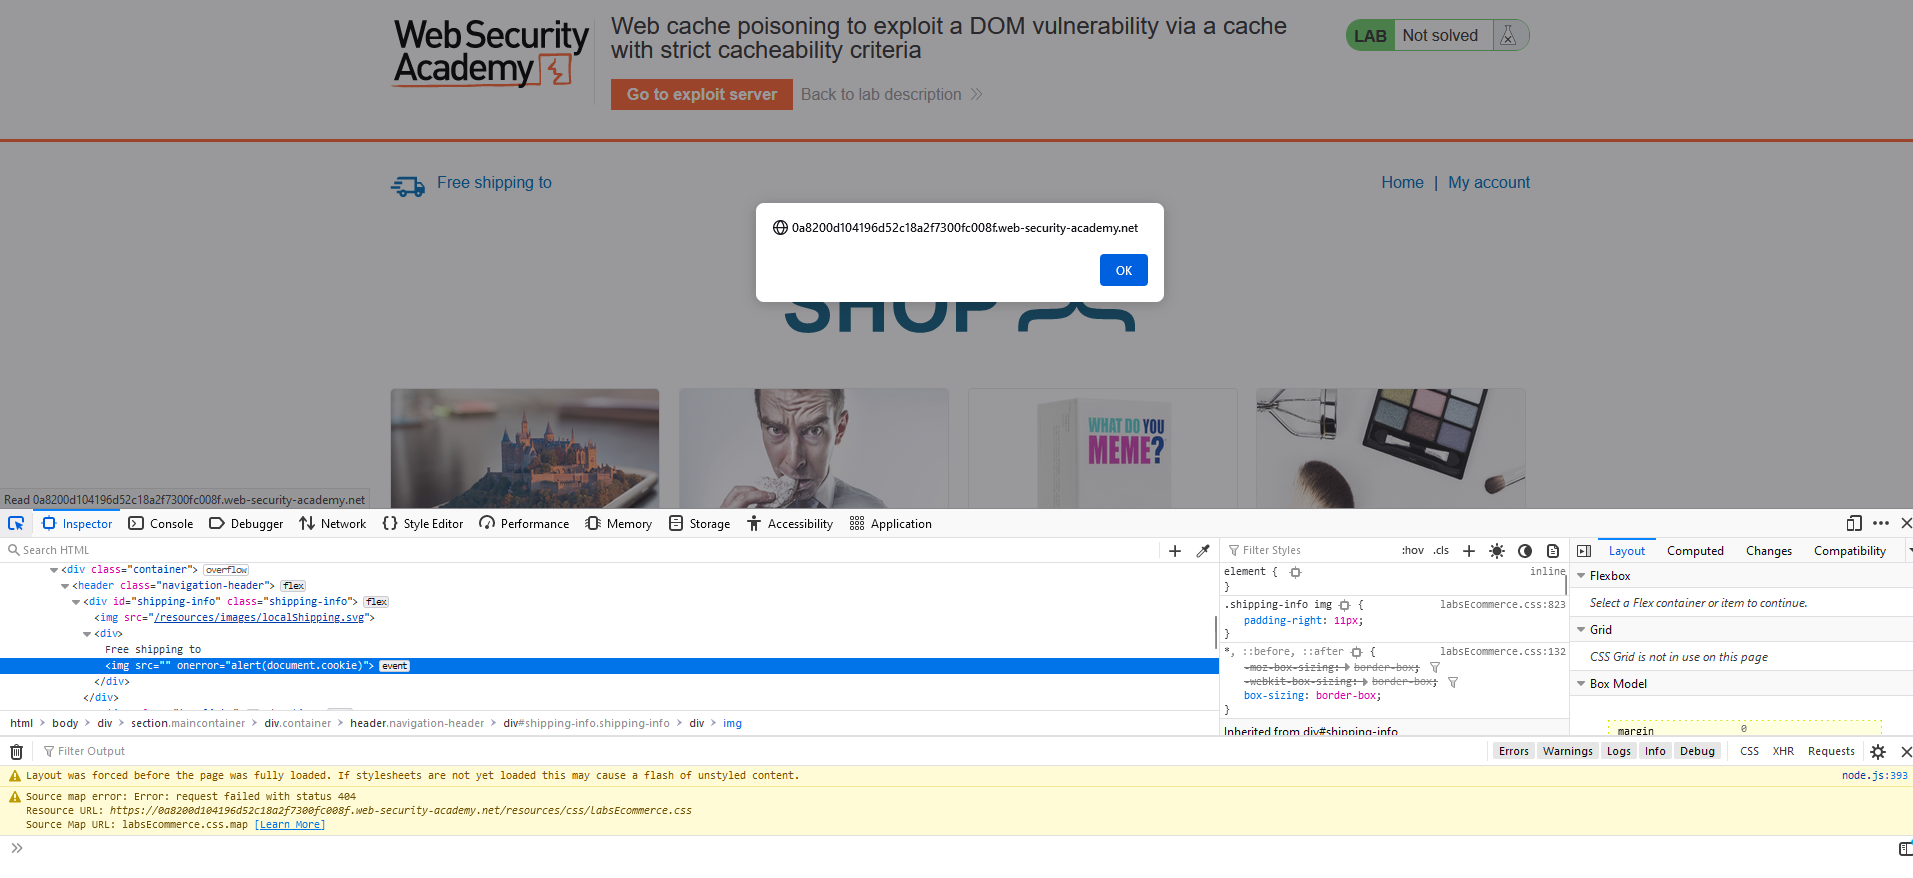 Web Security
Academy
Web cache poisoning to exploit a DOM vulnerability via a cache
with strict cacheability criteria
LAB Not solved
Go to exploit server Back to lab description
Free shipping to
Home | My account
0a8200d104196d52c18a2f7300fc008f.web-security-academy.net
OK
SHOP
WHAT DO YOU
MEME?
Read 0a8200d104196d52c18a2f7300fc008f.web-security-academy.net
Inspector Console Debugger Network Style Editor Performance Memory Storage Accessibility Application
Search HTML
<div class="container"> overflow
<header class="navigation-header"> flex
<div id="shipping-info" class="shipping-info"> flex
<img src="/resources/images/localShipping.svg">
<div>
Free shipping to
<img src="" onerror="alert(document.cookie)"> event
</div>
</div>
html > body > div > section.maincontainer > div.container > header.navigation-header > div#shipping-info.shipping-info > div > img
Filter Styles :hov .cls
element { inline
}
.shipping-info img { labsEcommerce.css:823
padding-right: 11px;
}
*, ::before, ::after { labsEcommerce.css:132
-moz-box-sizing: border-box;
-webkit-box-sizing: border-box;
box-sizing: border-box;
}
Inherited from div#shipping-info
Layout Computed Changes Compatibility
Flexbox
Select a Flex container or item to continue.
Grid
CSS Grid is not in use on this page
Box Model
margin 0
Filter Output
Errors Warnings Logs Info Debug CSS XHR Requests
Layout was forced before the page was fully loaded. If stylesheets are not yet loaded this may cause a flash of unstyled content. node.js:393
Source map error: Error: request failed with status 404
Resource URL: https://0a8200d104196d52c18a2f7300fc008f.web-security-academy.net/resources/css/labsEcommerce.css
Source Map URL: labsEcommerce.css.map [Learn More]